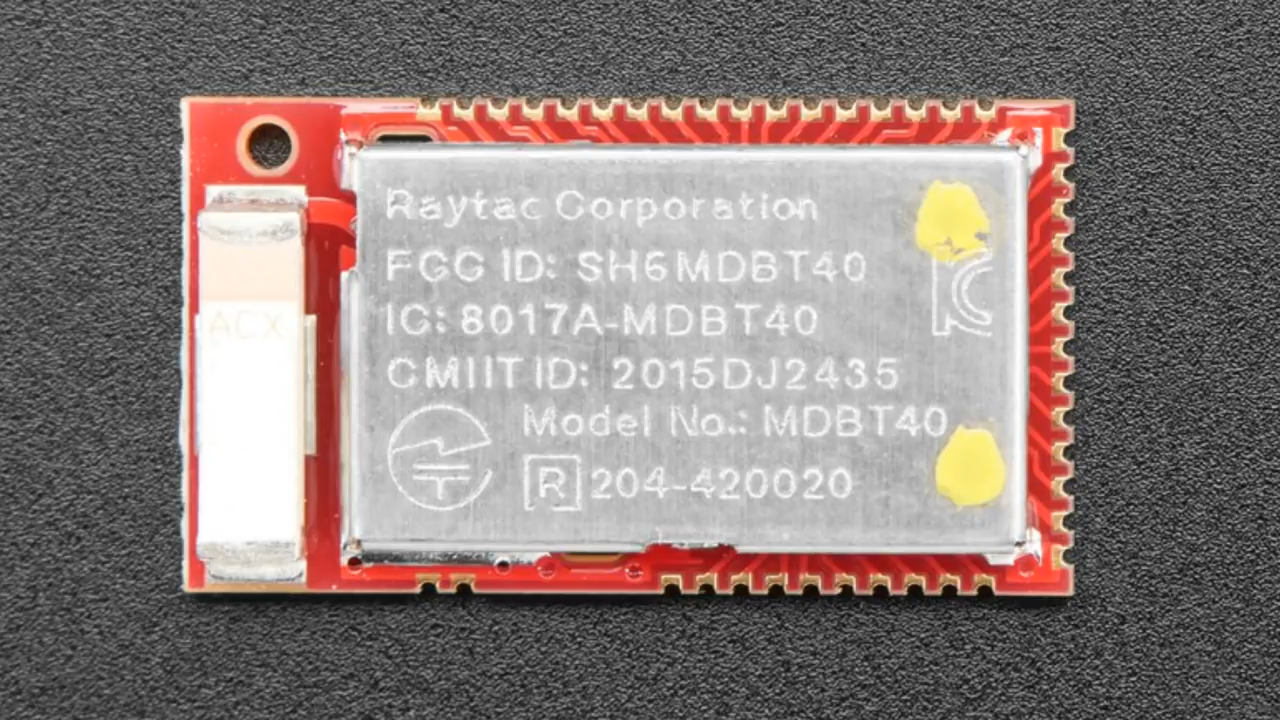 Raytac Corporation
FCC ID: SH6MDBT40
IC: 8017A-MDBT40
CMIIT ID: 2015DJ2435
Model No.: MDBT40
R 204-420020
ACX